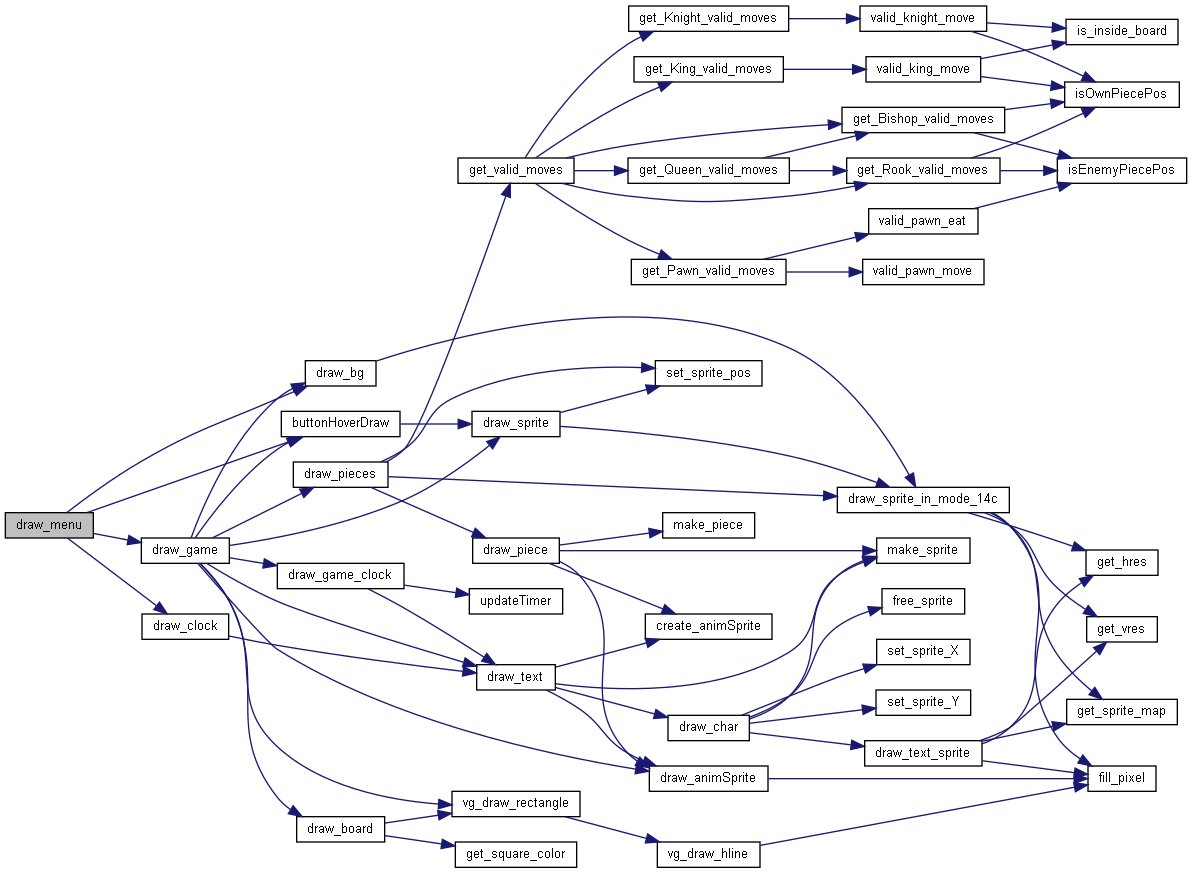 get_Knight_valid_moves
valid_knight_move
is_inside_board
get_King_valid_moves
valid_king_move
isOwnPiecePos
get_Bishop_valid_moves
get_valid_moves
get_Queen_valid_moves
get_Rook_valid_moves
isEnemyPiecePos
valid_pawn_eat
get_Pawn_valid_moves
valid_pawn_move
draw_bg
set_sprite_pos
buttonHoverDraw
draw_sprite
draw_pieces
draw_sprite_in_mode_14c
draw_menu
make_piece
draw_game
draw_piece
make_sprite
get_hres
draw_game_clock
updateTimer
free_sprite
draw_clock
create_animSprite
get_vres
set_sprite_X
draw_text
set_sprite_Y
get_sprite_map
draw_char
draw_text_sprite
draw_animSprite
fill_pixel
vg_draw_rectangle
draw_board
get_square_color
vg_draw_hline